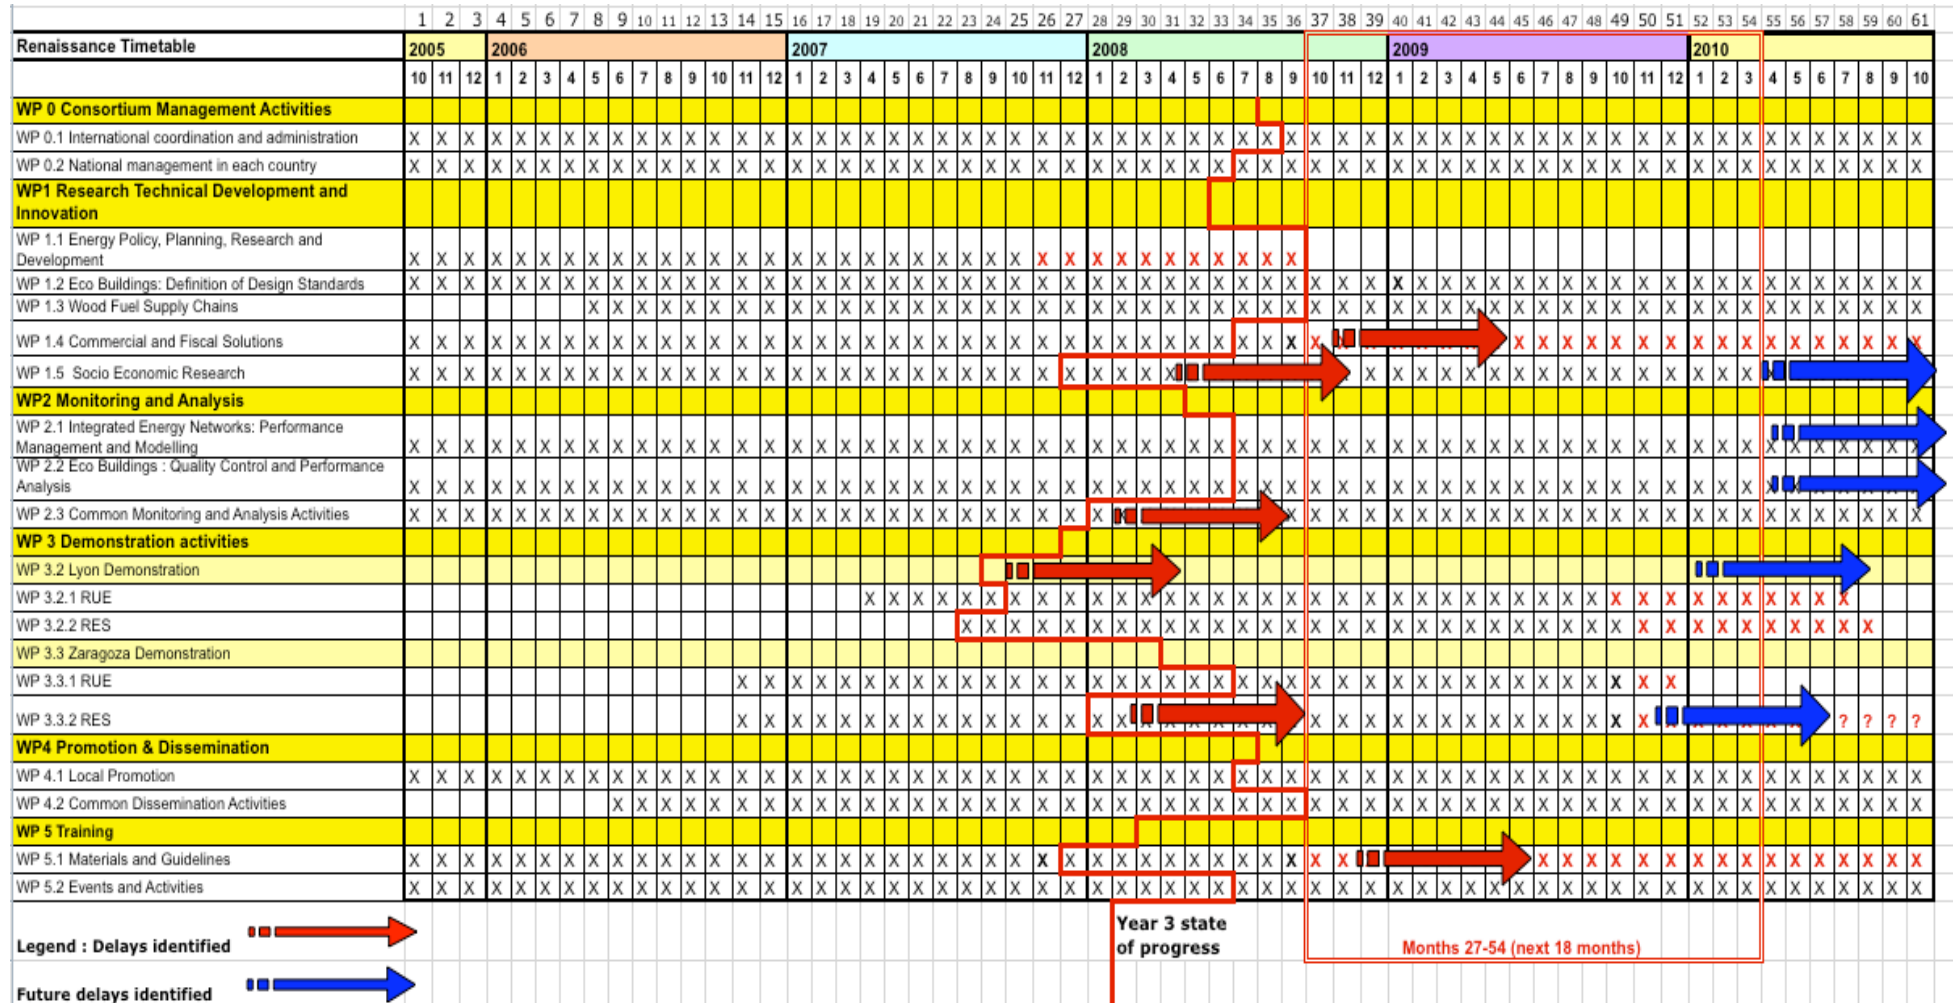 1 2 3 4 5 6 7 8 9 10 11 12 13 14 15 16 17 18 19 20 21 22 23 24 25 26 27 28 29 30 31 32 33 34 35 36 37 38 39 40 41 42 43 44 45 46 47 48 49 50 51 52 53 54 55 56 57 58 59 60 61
Renaissance Timetable 2005 2006 2007 2008 2009 2010
10 11 12 1 2 3 4 5 6 7 8 9 10 11 12 1 2 3 4 5 6 7 8 9 10 11 12 1 2 3 4 5 6 7 8 9 10 11 12 1 2 3 4 5 6 7 8 9 10 11 12 1 2 3 4 5 6 7 8 9 10
WP 0 Consortium Management Activities
WP 0.1 International coordination and administration X X X X X X X X X X X X X X X X X X X X X X X X X X X X X X X X X X X X X X X X X X X X X X X X X X X X X X X X X X X X X
WP 0.2 National management in each country X X X X X X X X X X X X X X X X X X X X X X X X X X X X X X X X X X X X X X X X X X X X X X X X X X X X X X X X X X X X X
WP1 Research Technical Development and
Innovation
WP 1.1 Energy Policy, Planning, Research and
Development X X X X X X X X X X X X X X X X X X X X X X X X X X X X X X X X X X X X
WP 1.2 Eco Buildings: Definition of Design Standards X X X X X X X X X X X X X X X X X X X X X X X X X X X X X X X X X X X X X X X X X X X X X X X X X X X X X X X X X X X X X
WP 1.3 Wood Fuel Supply Chains X X X X X X X X X X X X X X X X X X X X X X X X X X X X X X X X X X X X X X X X X X X X X X X X X X X X X X
WP 1.4 Commercial and Fiscal Solutions X X X X X X X X X X X X X X X X X X X X X X X X X X X X X X X X X X X X X X X X X X X X X X X X X X X X X
WP 1.5 Socio Economic Research X X X X X X X X X X X X X X X X X X X X X X X X X X X X X X X X X X X X X X X X X X X X X X X X
WP2 Monitoring and Analysis
WP 2.1 Integrated Energy Networks: Performance
Management and Modelling X X X X X X X X X X X X X X X X X X X X X X X X X X X X X X X X X X X X X X X X X X X X X X X X X X X X X X X X X X X X X
WP 2.2 Eco Buildings : Quality Control and Performance
Analysis X X X X X X X X X X X X X X X X X X X X X X X X X X X X X X X X X X X X X X X X X X X X X X X X X X X X X X
WP 2.3 Common Monitoring and Analysis Activities X X X X X X X X X X X X X X X X X X X X X X X X X X X X X X X X X X X X X X X X X X X X X X X X X X X X X X
WP 3 Demonstration activities
WP 3.2 Lyon Demonstration
WP 3.2.1 RUE X X X X X X X X X X X X X X X X X X X X X X X X X X X X X X X X X X X X X X X X
WP 3.2.2 RES X X X X X X X X X X X X X X X X X X X X X X X X X X X X X X X X X X X X X
WP 3.3 Zaragoza Demonstration
WP 3.3.1 RUE X X X X X X X X X X X X X X X X X X X X X X X X X X X X X X X X X X X X X X
WP 3.3.2 RES X X X X X X X X X X X X X X X X X X X X X X X X X X X X X X ? ? ? ?
WP4 Promotion & Dissemination
WP 4.1 Local Promotion X X X X X X X X X X X X X X X X X X X X X X X X X X X X X X X X X X X X X X X X X X X X X X X X X X X X X X X X X X X X X
WP 4.2 Common Dissemination Activities X X X X X X X X X X X X X X X X X X X X X X X X X X X X X X X X X X X X X X X X X X X X X X X X X X X X X
WP 5 Training
WP 5.1 Materials and Guidelines X X X X X X X X X X X X X X X X X X X X X X X X X X X X X X X X X X X X X X X X X X X X X X X X X X X X X
WP 5.2 Events and Activities X X X X X X X X X X X X X X X X X X X X X X X X X X X X X X X X X X X X X X X X X X X X X X X X X X X X X X X X X X X X X
Legend : Delays identified
Future delays identified
Year 3 state
of progress
Months 27-54 (next 18 months)